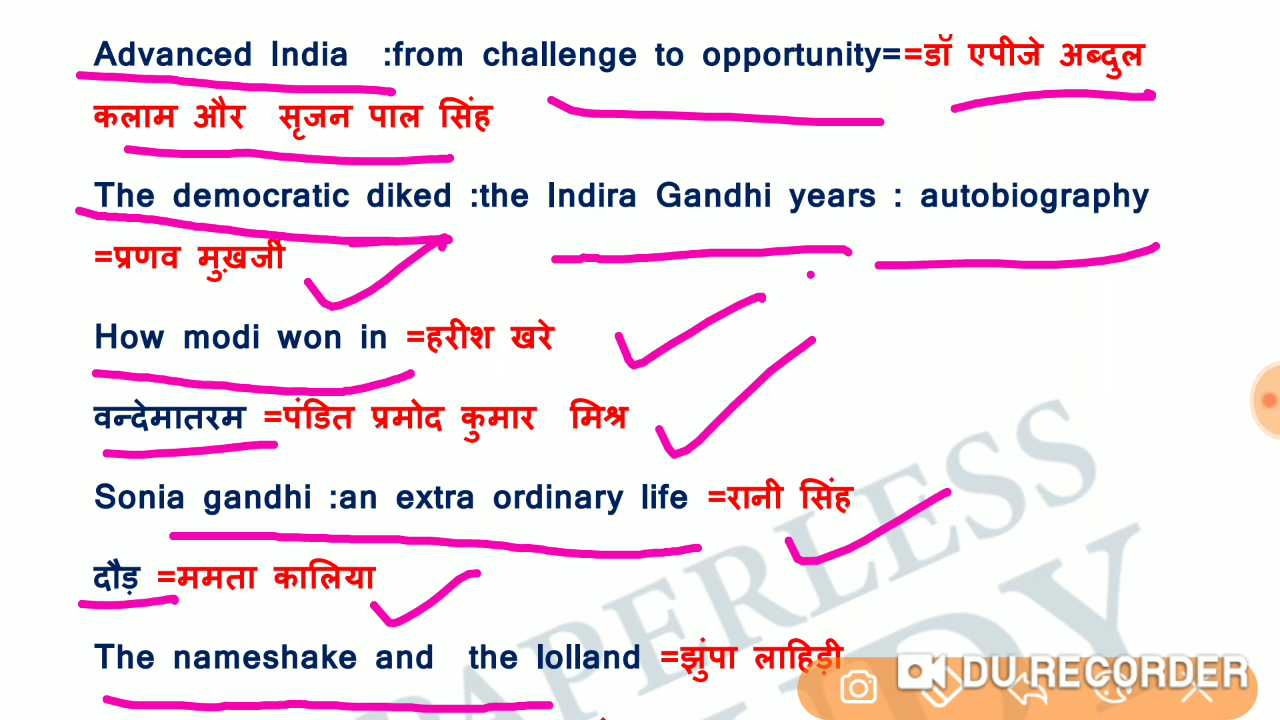 Advanced India :from challenge to opportunity==डॉ एपीजे अब्दुल
कलाम और सृजन पाल सिंह
The democratic diked :the Indira Gandhi years : autobiography
=प्रणव मुख़र्जी
How modi won in =हरीश खरे
वन्देमातरम =पंडित प्रमोद कुमार मिश्र
Sonia gandhi :an extra ordinary life =रानी सिंह
दौड़ =ममता कालिया
The nameshake and the lolland =झुंपा लाहिड़ी
DU RECORDER
PAPERLESS